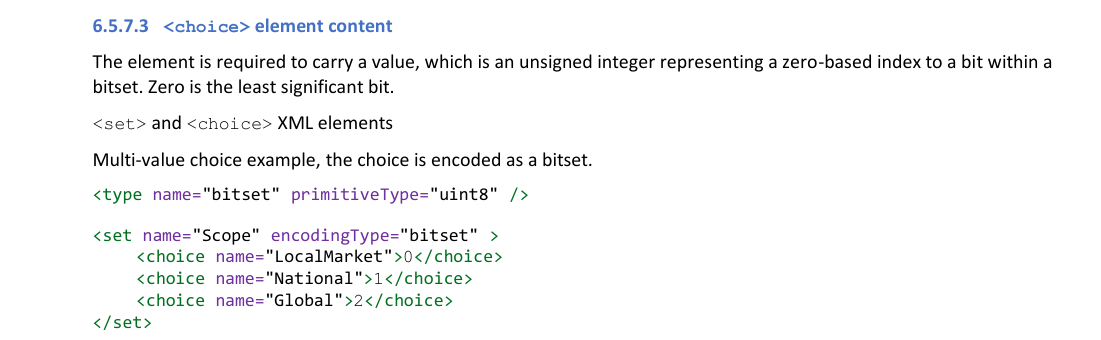 6.5.7.3 <choice> element content
The element is required to carry a value, which is an unsigned integer representing a zero-based index to a bit within a
bitset. Zero is the least significant bit.
<set> and <choice> XML elements
Multi-value choice example, the choice is encoded as a bitset.
<type name="bitset" primitiveType="uint8" />
<set name="Scope" encodingType="bitset" >
<choice name="LocalMarket">0</choice>
<choice name="National">1</choice>
<choice name="Global">2</choice>
</set>